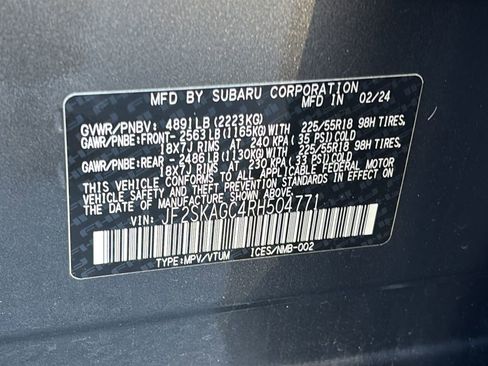 MFD BY SUBARU CORPORATION
MFD IN 02/24
GVWR/PNBV: 4891LB (2223KG)
GAWR/PNBE:FRONT- 2563LB(1165KG)WITH 225/55R18 98H TIRES,
18x7J RIMS AT 240 KPA ( 35 PSI)COLD
GAWR/PNBE:REAR - 2486LB(1130KG)WITH 225/55R18 98H TIRES,
18x7J RIMS AT 230 KPA ( 33 PSI)COLD
THIS VEHICLE CONFORMS TO ALL APPLICABLE FEDERAL MOTOR
VEHICLE SAFETY
AND THEFT PREVENTION STANDARDS IN EFFECT ON THE DATE OF
MANUFACTURE SHOWN ABOVE.
JF2SKAGC4RH504771
TYPE:MPV/VTUM ICES/NMB-002